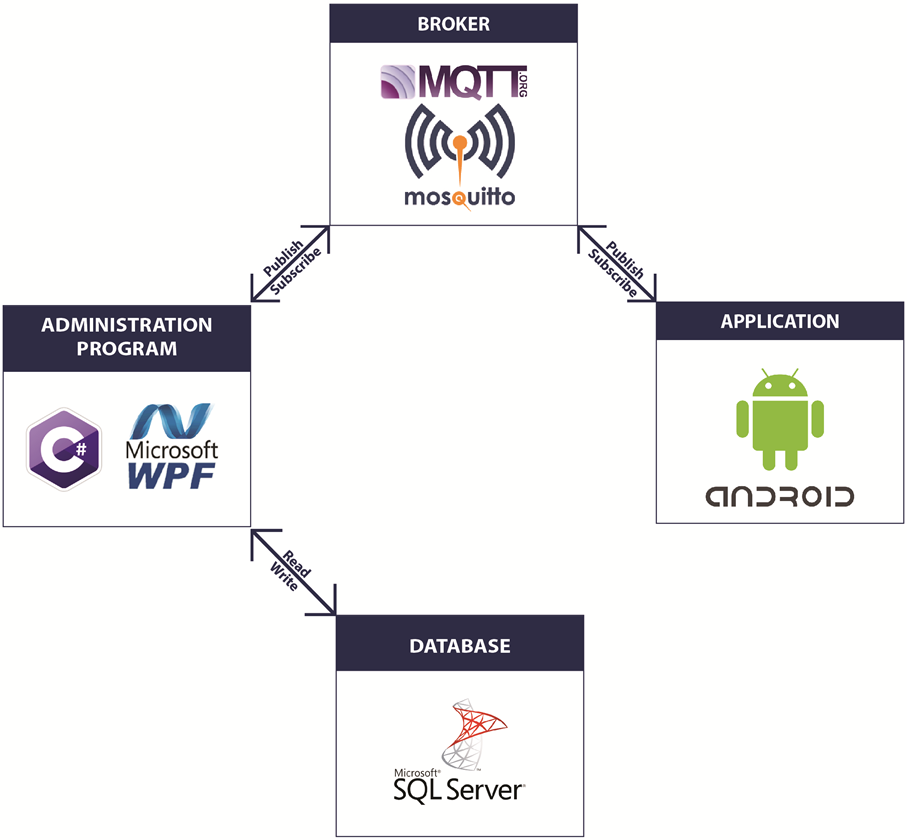 BROKER
MQTT.ORG
mosquitto
Publish
Subscribe
Publish
Subscribe
ADMINISTRATION
PROGRAM
C#
Microsoft
WPF
APPLICATION
ANDROID
Read
Write
DATABASE
Microsoft®
SQL Server®